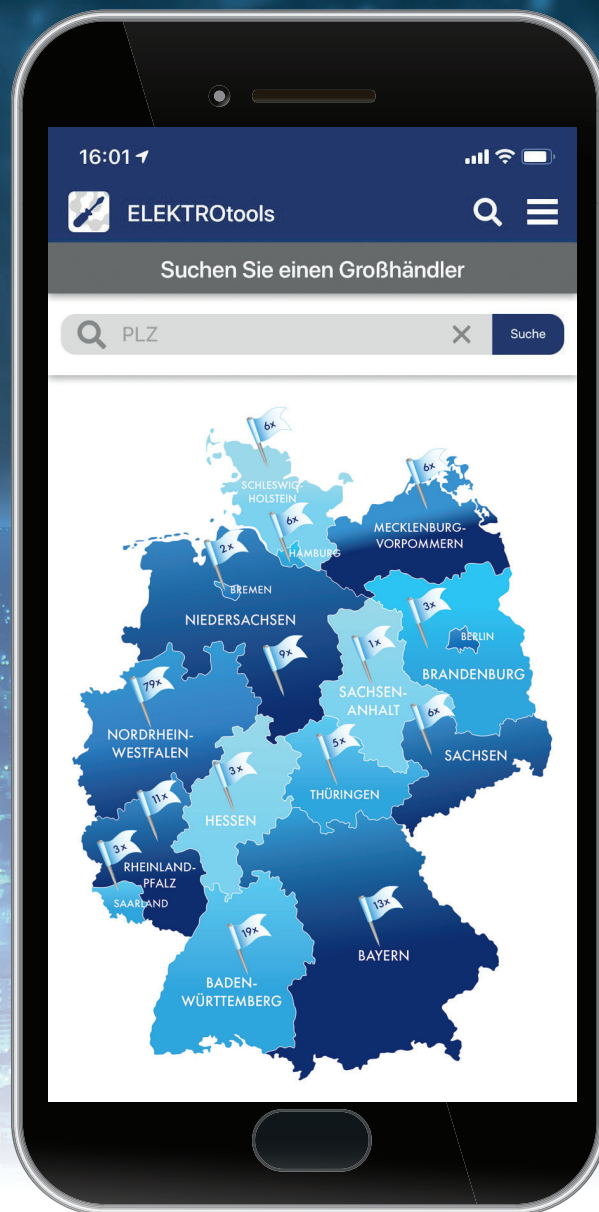 16:01
ELEKTROtools
Suchen Sie einen Großhändler
PLZ
Suche
6x
SCHLESWIG-
HOLSTEIN
6x
HAMBURG
6x
MECKLENBURG-
VORPOMMERN
2x
BREMEN
NIEDERSACHSEN
9x
3x
BERLIN
BRANDENBURG
1x
SACHSEN-
ANHALT
79x
NORDRHEIN-
WESTFALEN
6x
SACHSEN
5x
THÜRINGEN
3x
HESSEN
11x
RHEINLAND-
PFALZ
3x
SAARLAND
19x
BADEN-
WÜRTTEMBERG
13x
BAYERN